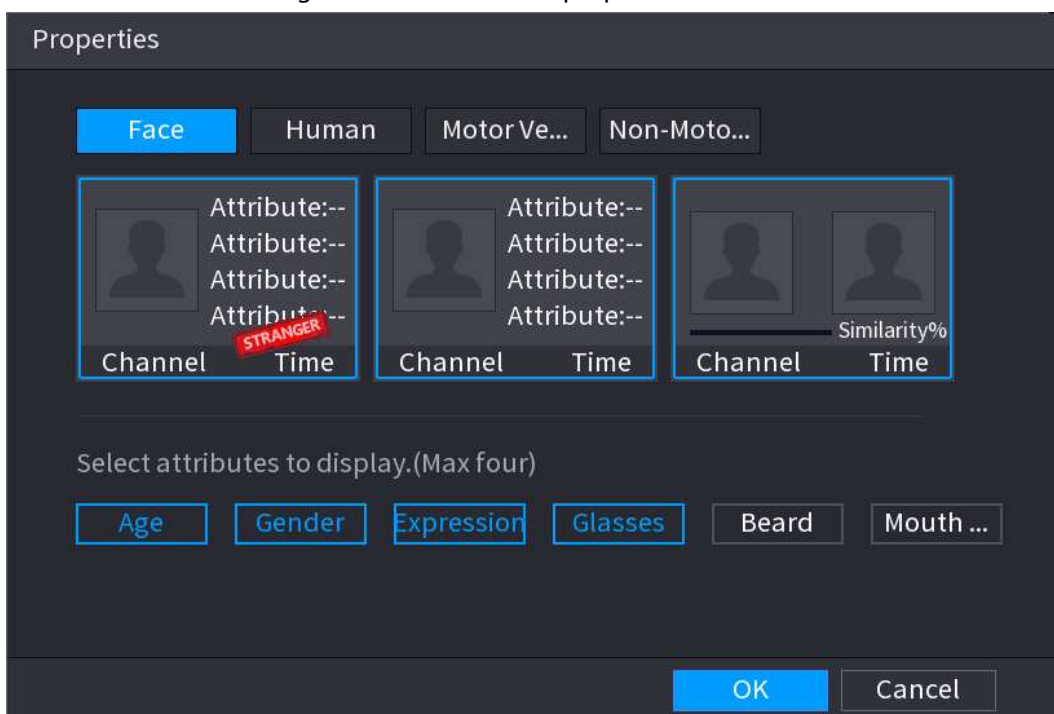 Properties
Face Human Motor Ve... Non-Moto...
Attribute:-- Attribute:--
Attribute:-- Attribute:--
Attribute:-- Attribute:--
Attribute:-- Attribute:--
STRANGER Similarity%
Channel Time Channel Time Channel Time
Select attributes to display.(Max four)
Age Gender Expression Glasses Beard Mouth ...
OK Cancel